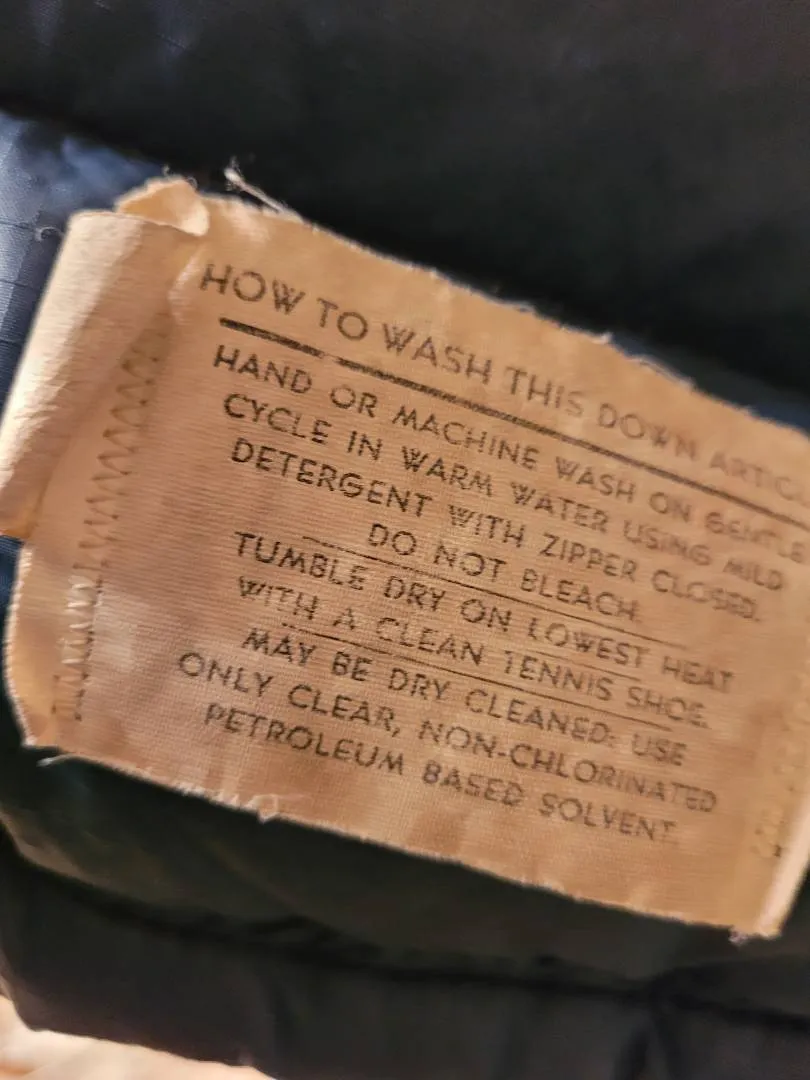 HOW TO WASH THIS DOWN ARTIC
HAND OR MACHINE WASH ON GENTLE
CYCLE IN WARM WATER USING MILD
DETERGENT WITH ZIPPER CLOSED.
DO NOT BLEACH.
TUMBLE DRY ON LOWEST HEAT
WITH A CLEAN TENNIS SHOE.
MAY BE DRY CLEANED: USE
ONLY CLEAR, NON-CHLORINATED
PETROLEUM BASED SOLVENT.